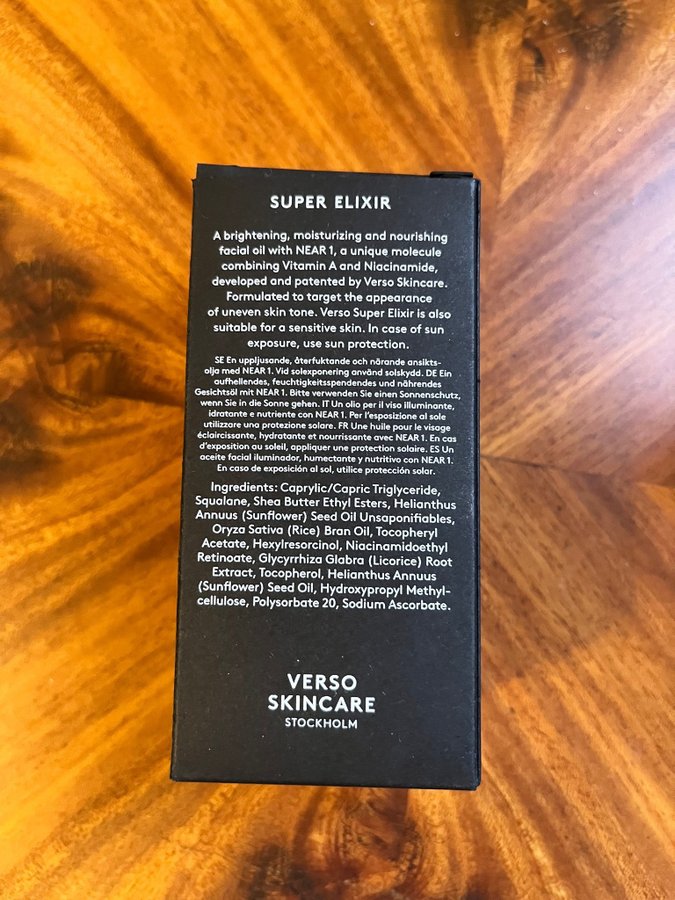 SUPER ELIXIR
A brightening, moisturizing and nourishing
facial oil with NEAR 1, a unique molecule
combining Vitamin A and Niacinamide,
developed and patented by Verso Skincare.
Formulated to target the appearance
of uneven skin tone. Verso Super Elixir is also
suitable for a sensitive skin. In case of sun
exposure, use sun protection.
SE En uppljusande, återfuktande och närande ansikts-
olja med NEAR 1. Vid solexponering använd solskydd. DE Ein
aufhellendes, feuchtigkeitsspendendes und nährendes
Gesichtsöl mit NEAR 1. Bitte verwenden Sie einen Sonnenschutz,
wenn Sie in die Sonne gehen. IT Un olio per il viso illuminante,
idratante e nutriente con NEAR 1. Per l'esposizione al sole
utilizzare una protezione solare. FR Une huile pour le visage
éclaircissante, hydratante et nourrissante avec NEAR 1. En cas
d'exposition au soleil, appliquer une protection solaire. ES Un
aceite facial iluminador, humectante y nutritivo con NEAR 1.
En caso de exposición al sol, utilice protección solar.
Ingredients: Caprylic/Capric Triglyceride,
Squalane, Shea Butter Ethyl Esters, Helianthus
Annuus (Sunflower) Seed Oil Unsaponifiables,
Oryza Sativa (Rice) Bran Oil, Tocopheryl
Acetate, Hexylresorcinol, Niacinamidoethyl
Retinoate, Glycyrrhiza Glabra (Licorice) Root
Extract, Tocopherol, Helianthus Annuus
(Sunflower) Seed Oil, Hydroxypropyl Methyl-
cellulose, Polysorbate 20, Sodium Ascorbate.
VERSO
SKINCARE
STOCKHOLM